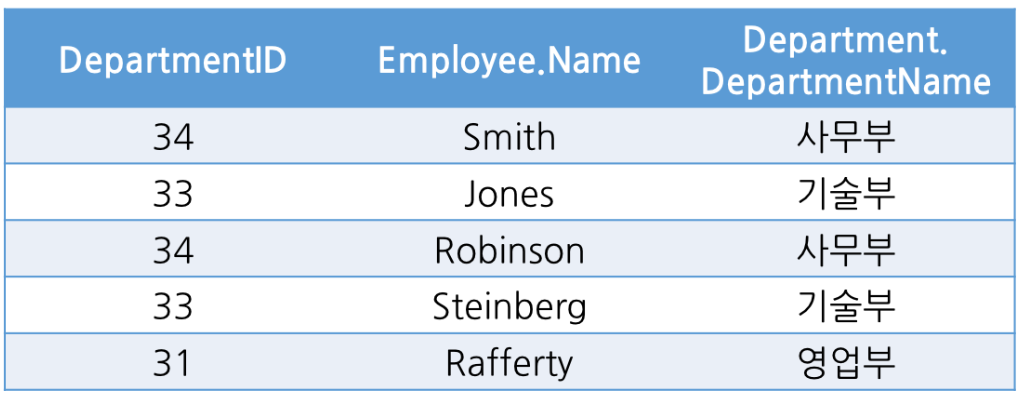 DepartmentID Employee.Name Department.
DepartmentName
34 Smith 사무부
33 Jones 기술부
34 Robinson 사무부
33 Steinberg 기술부
31 Rafferty 영업부